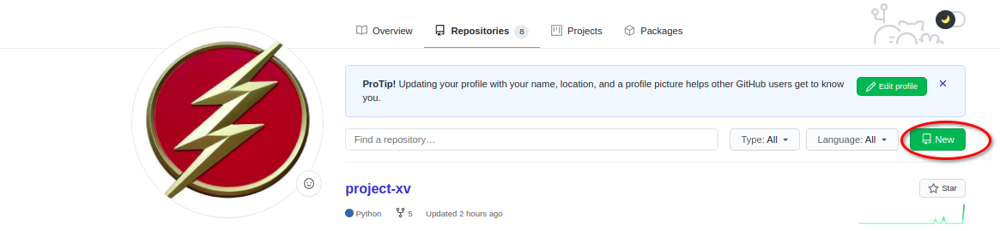 Overview
Repositories 8
Projects
Packages
ProTip! Updating your profile with your name, location, and a profile picture helps other GitHub users get to know
you.
Edit profile
Find a repository…
Type: All
Language: All
New
project-xv
Star
Python
5
Updated 2 hours ago